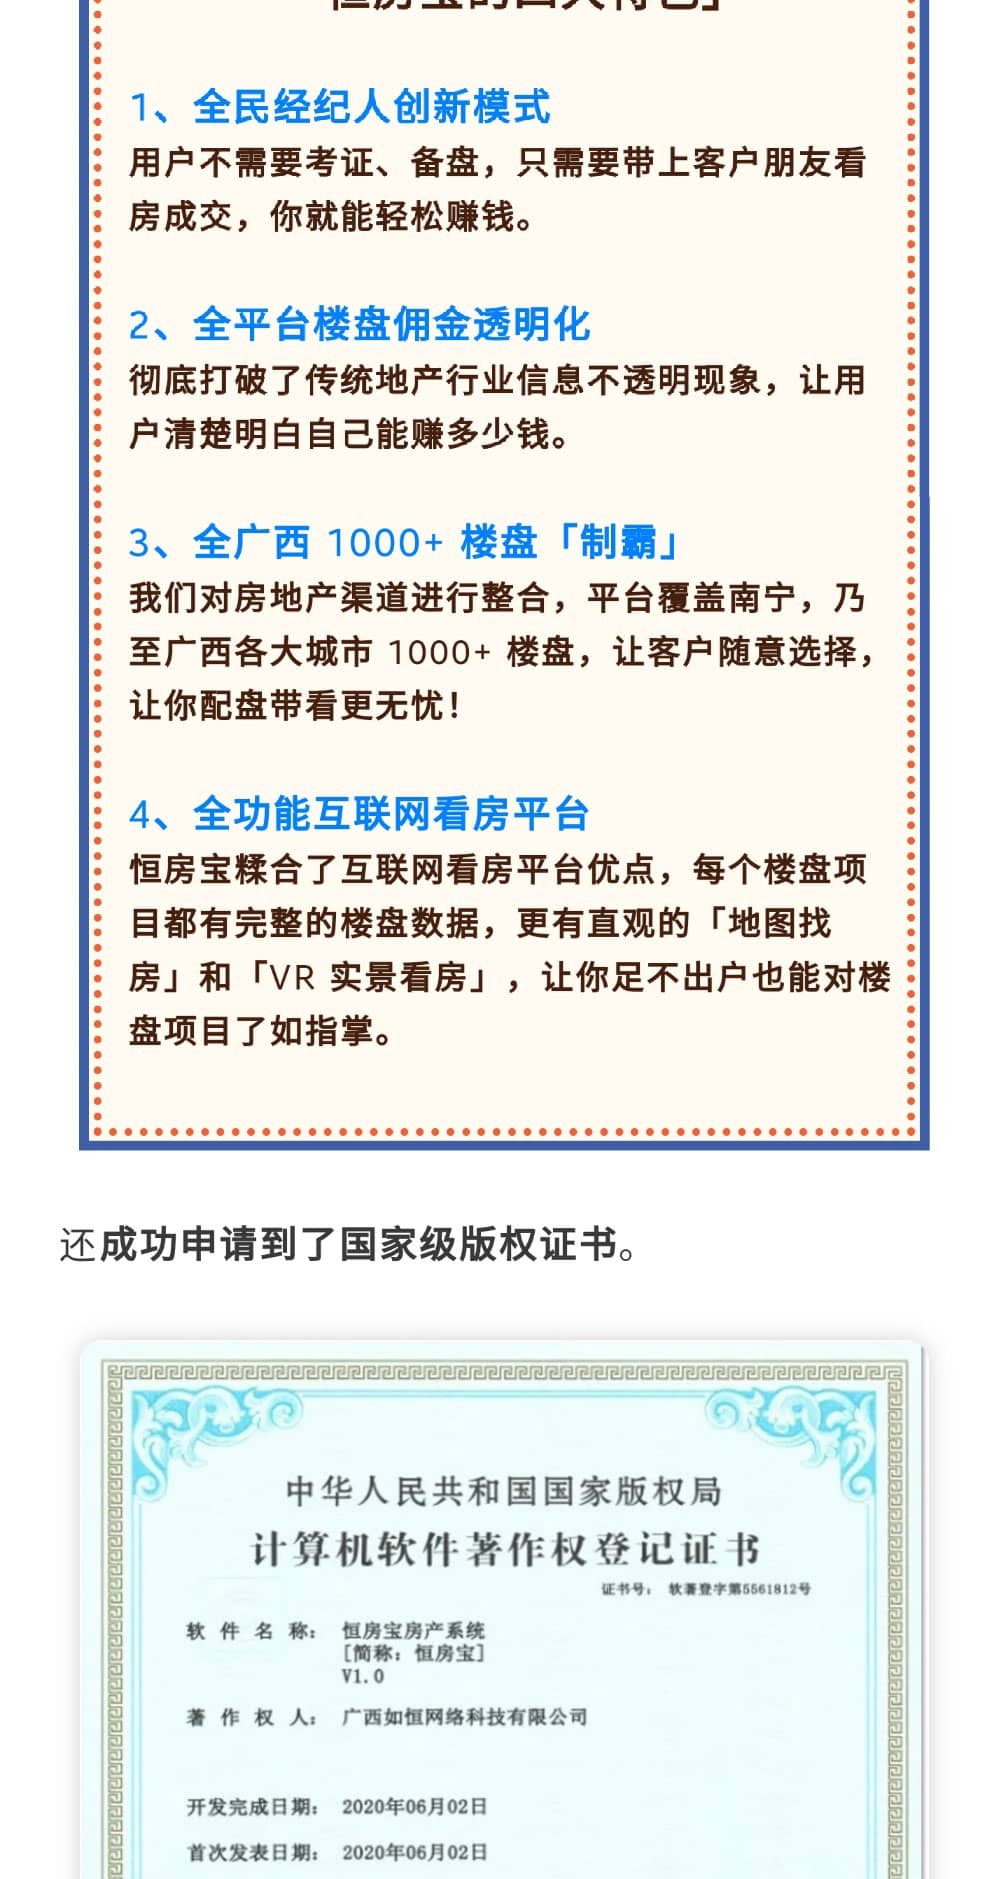 恒房宝的四大特色」
1、全民经纪人创新模式
用户不需要考证、备盘，只需要带上客户朋友看
房成交，你就能轻松赚钱。
2、全平台楼盘佣金透明化
彻底打破了传统地产行业信息不透明现象，让用
户清楚明白自己能赚多少钱。
3、全广西 1000+ 楼盘「制霸」
我们对房地产渠道进行整合，平台覆盖南宁，乃
至广西各大城市 1000+ 楼盘，让客户随意选择，
让你配盘带看更无忧！
4、全功能互联网看房平台
恒房宝糅合了互联网看房平台优点，每个楼盘项
目都有完整的楼盘数据，更有直观的「地图找
房」和「VR 实景看房」，让你足不出户也能对楼
盘项目了如指掌。
还成功申请到了国家级版权证书。
中华人民共和国国家版权局
计算机软件著作权登记证书
证书号： 软著登字第5561812号
软件名称： 恒房宝房产系统
[简称：恒房宝]
V1.0
著作权人： 广西如恒网络科技有限公司
开发完成日期： 2020年06月02日
首次发表日期： 2020年06月02日